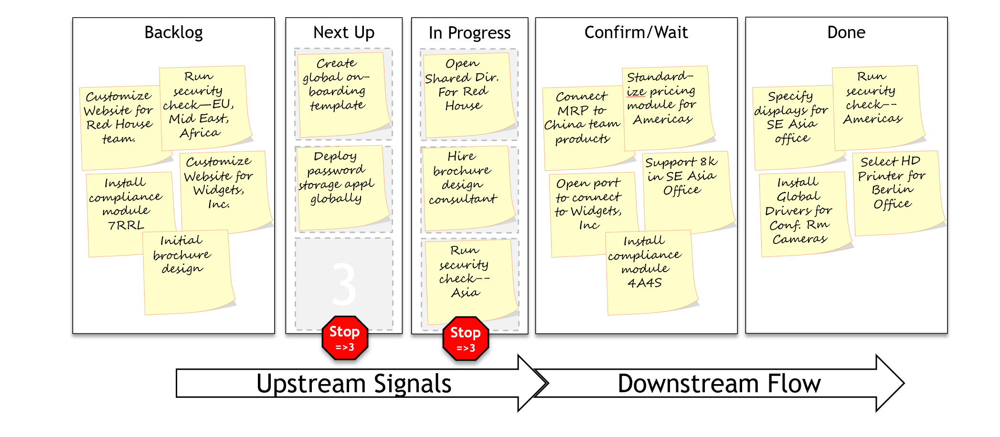 Backlog
Customize
Website for
Red House
team.
Run
security
check—EU,
Mid East,
Africa
Install
compliance
module
7RRL
Customize
Website for
Widgets,
Inc.
Initial
brochure
design
Next Up
Create
global on-
boarding
template
Deploy
password
storage appl
globally
3
Stop
=>3
In Progress
Open
Shared Dir.
For Red
House
Hire
brochure
design
consultant
Run
security
check--
Asia
Stop
=>3
Confirm/Wait
Connect
MRP to
China team
products
Standard-
ize pricing
module for
Americas
Open port
to connect
to Widgets,
Inc
Support 8k
in SE Asia
Office
Install
compliance
module
4A4S
Done
Specify
displays for
SE Asia
office
Run
security
check--
Americas
Install
Global
Drivers for
Conf. Rm
Cameras
Select HD
Printer for
Berlin
Office
Upstream Signals
Downstream Flow